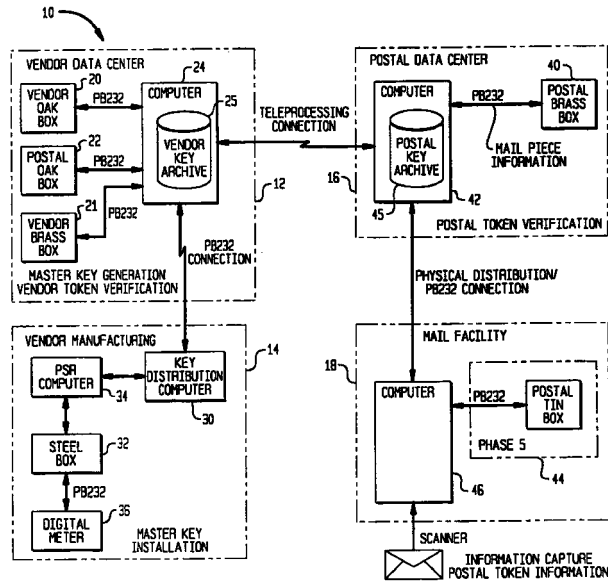 10
VENDOR DATA CENTER
20
VENDOR
OAK
BOX
PB232
22
POSTAL
OAK
BOX
PB232
21
VENDOR
BRASS BOX
PB232
24
COMPUTER
25
VENDOR
KEY
ARCHIVE
12
MASTER KEY GENERATION
VENDOR TOKEN VERIFICATION
TELEPROCESSING
CONNECTION
PB232
CONNECTION
POSTAL DATA CENTER
COMPUTER
POSTAL
KEY
ARCHIVE
45
42
16
PB232
40
POSTAL
BRASS
BOX
MAIL PIECE
INFORMATION
POSTAL TOKEN VERIFICATION
PHYSICAL DISTRIBUTION/
PB232 CONNECTION
VENDOR MANUFACTURING
14
PSR
COMPUTER
34
KEY
DISTRIBUTION
COMPUTER
30
STEEL
BOX
32
PB232
DIGITAL
METER
36
MASTER KEY
INSTALLATION
MAIL FACILITY
18
COMPUTER
46
PB232
POSTAL
TIN
BOX
PHASE 5
44
SCANNER
INFORMATION CAPTURE
POSTAL TOKEN INFORMATION